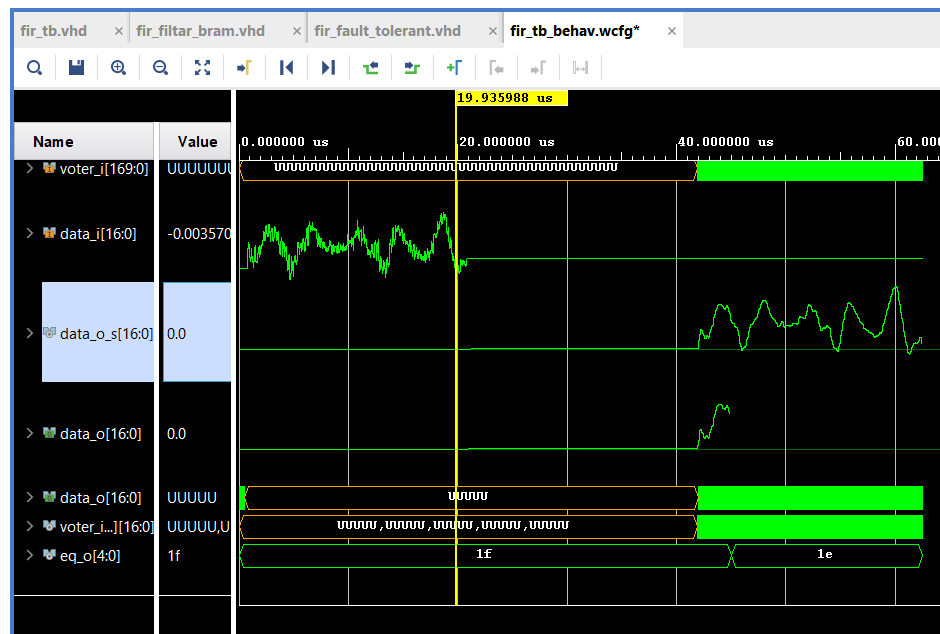 fir_tb.vhd × fir_filtar_bram.vhd × fir_fault_tolerant.vhd × fir_tb_behav.wcfg* ×
19.935988 us
Name Value 0.000000 us 20.000000 us 40.000000 us 60.000
voter_i[169:0] UUUUUUU UUUUUUUUUUUUUUUUUUUUUUUUUUUUUUUUUUUUUUUUUUU
data_i[16:0] -0.003570
data_o_s[16:0] 0.0
data_o[16:0] 0.0
data_o[16:0] UUUUU UUUUU
voter_i...][16:0] UUUUU,U UUUUU,UUUUU,UUUUU,UUUUU,UUUUU
eq_o[4:0] 1f 1f 1e